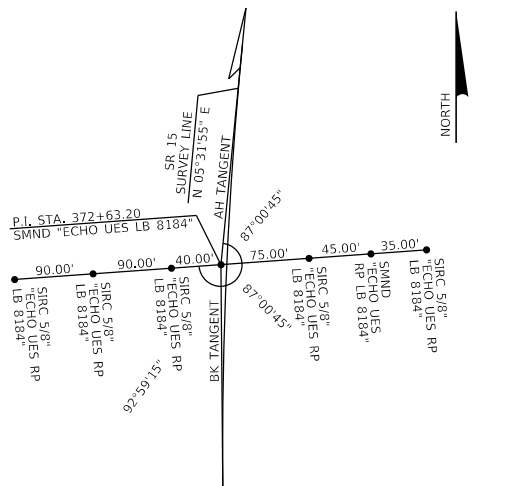 NORTH
SR 15
SURVEY LINE
N 05°31'55" E
AH TANGENT
87°00'45"
P.I. STA. 372+63.20
SMND "ECHO UES LB 8184"
90.00'
90.00'
40.00'
75.00'
45.00'
35.00'
SIRC 5/8"
"ECHO UES RP
LB 8184"
SIRC 5/8"
"ECHO UES RP
LB 8184"
SIRC 5/8"
"ECHO UES RP
LB 8184"
SIRC 5/8"
"ECHO UES RP
LB 8184"
SMND
"ECHO UES
RP LB 8184"
SIRC 5/8"
"ECHO UES RP
LB 8184"
87°00'45"
BK TANGENT
92°59'15"